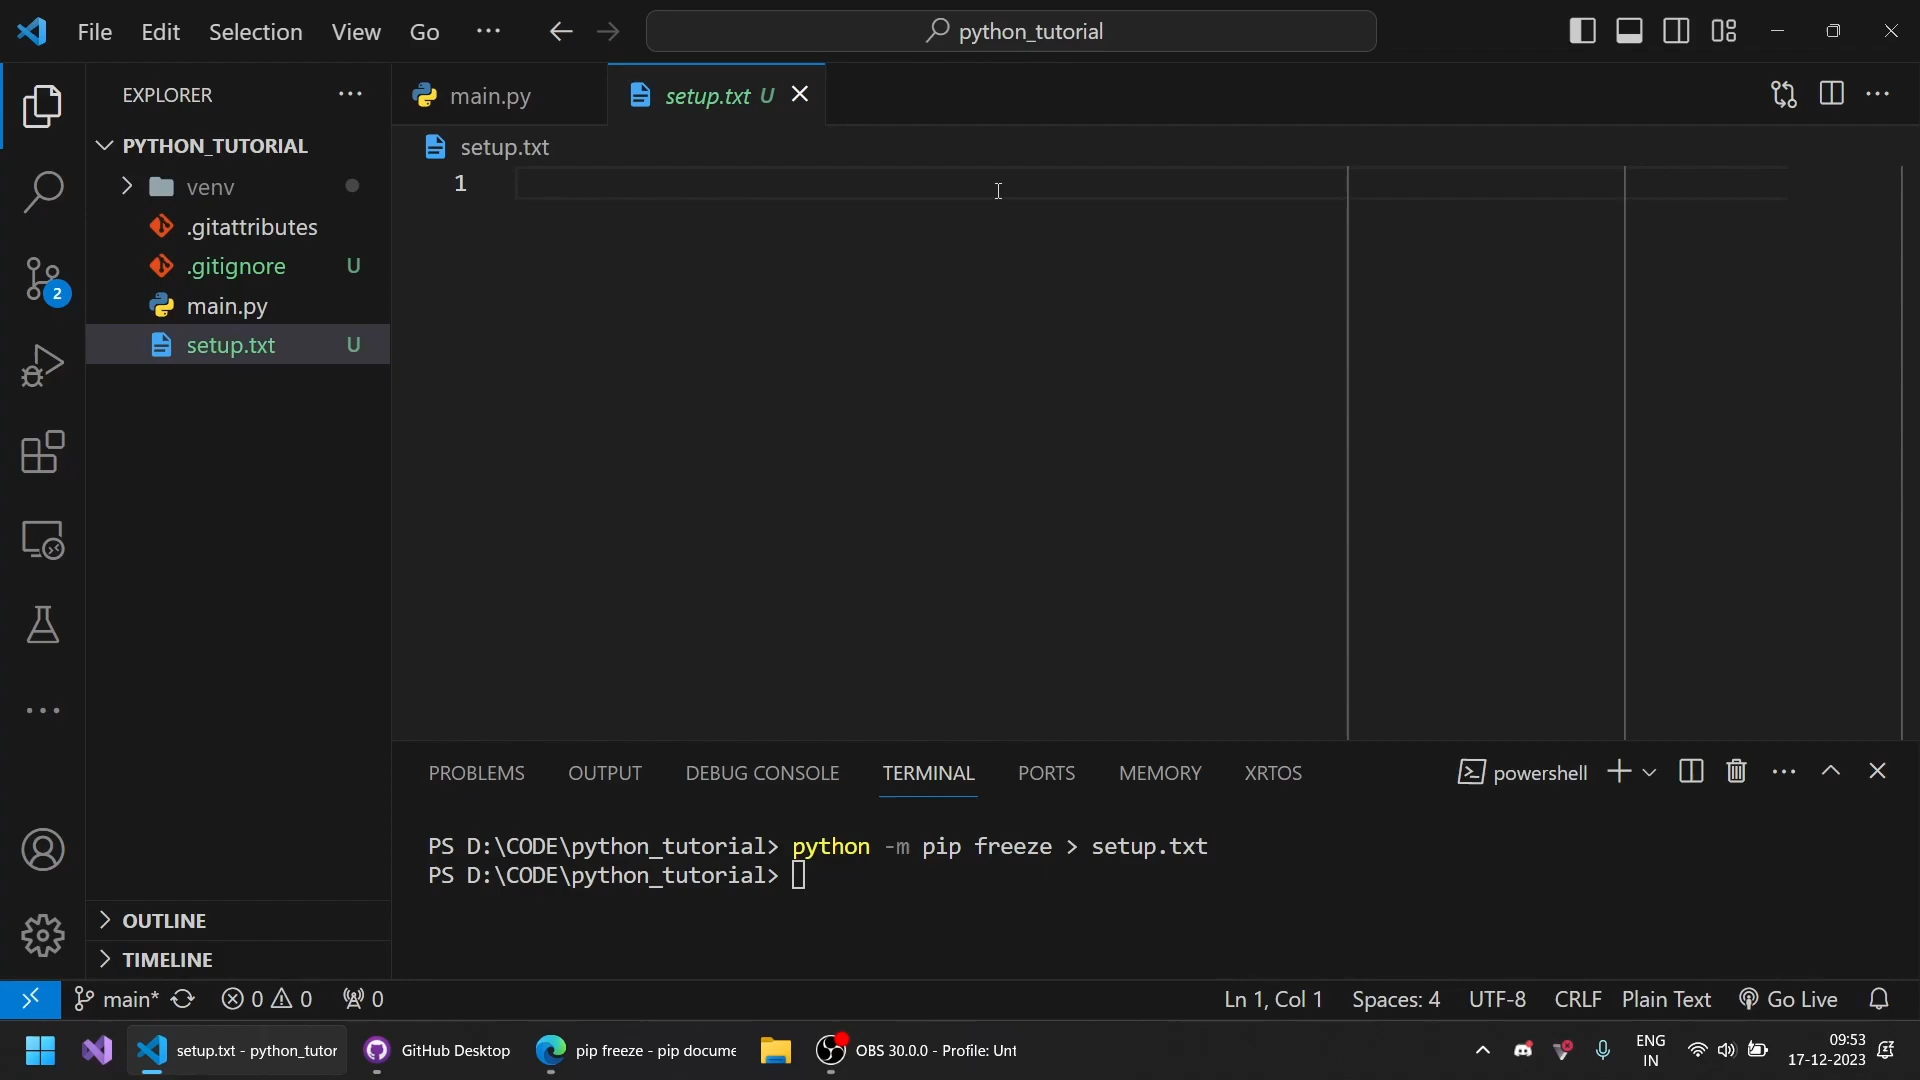 File Edit Selection View Go
python_tutorial
EXPLORER
PYTHON_TUTORIAL
venv
.gitattributes
.gitignore U
main.py
setup.txt U
2
OUTLINE
TIMELINE
main.py
setup.txt U
setup.txt
1
PROBLEMS OUTPUT DEBUG CONSOLE TERMINAL PORTS MEMORY XRTOS
powershell
PS D:\CODE\python_tutorial> python -m pip freeze > setup.txt
PS D:\CODE\python_tutorial>
main* 0 0 0
Ln 1, Col 1 Spaces: 4 UTF-8 CRLF Plain Text Go Live
setup.txt - python_tutor
GitHub Desktop
pip freeze - pip docume
OBS 30.0.0 - Profile: Unt
ENG
IN
09:53
17-12-2023